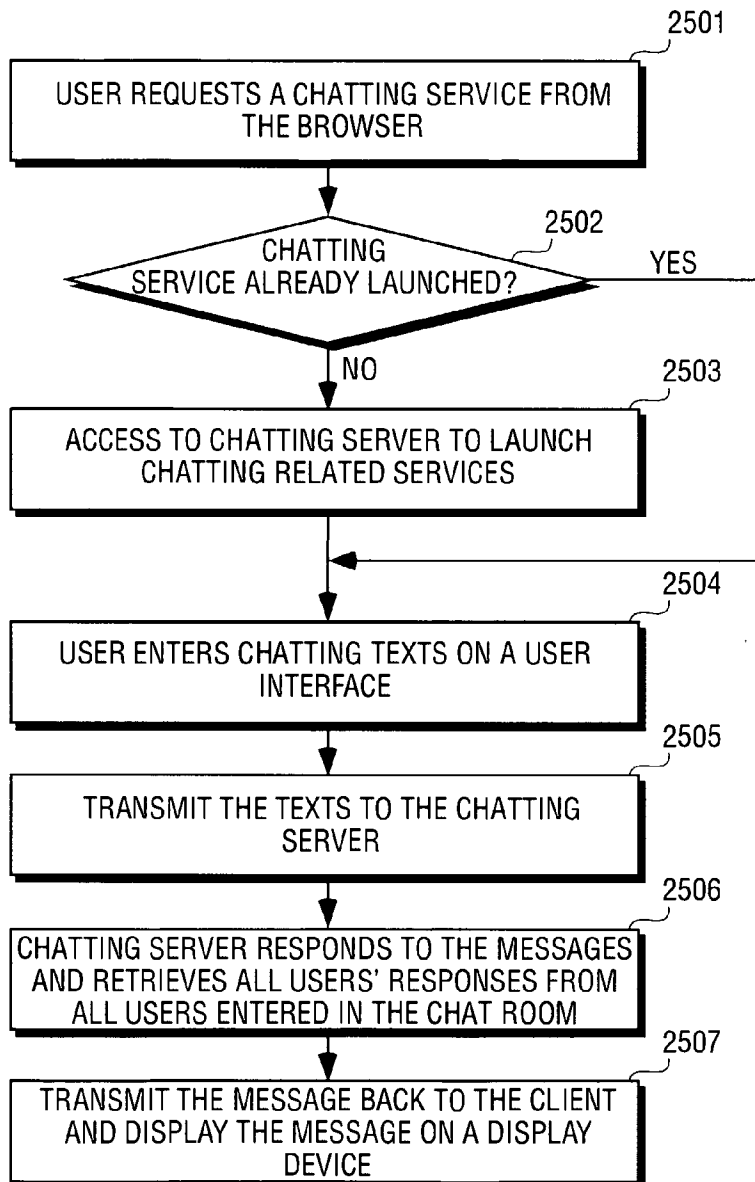 2501
USER REQUESTS A CHATTING SERVICE FROM
THE BROWSER
2502
CHATTING
SERVICE ALREADY LAUNCHED?
YES
NO
2503
ACCESS TO CHATTING SERVER TO LAUNCH
CHATTING RELATED SERVICES
2504
USER ENTERS CHATTING TEXTS ON A USER
INTERFACE
2505
TRANSMIT THE TEXTS TO THE CHATTING
SERVER
2506
CHATTING SERVER RESPONDS TO THE MESSAGES
AND RETRIEVES ALL USERS' RESPONSES FROM
ALL USERS ENTERED IN THE CHAT ROOM
2507
TRANSMIT THE MESSAGE BACK TO THE CLIENT
AND DISPLAY THE MESSAGE ON A DISPLAY
DEVICE